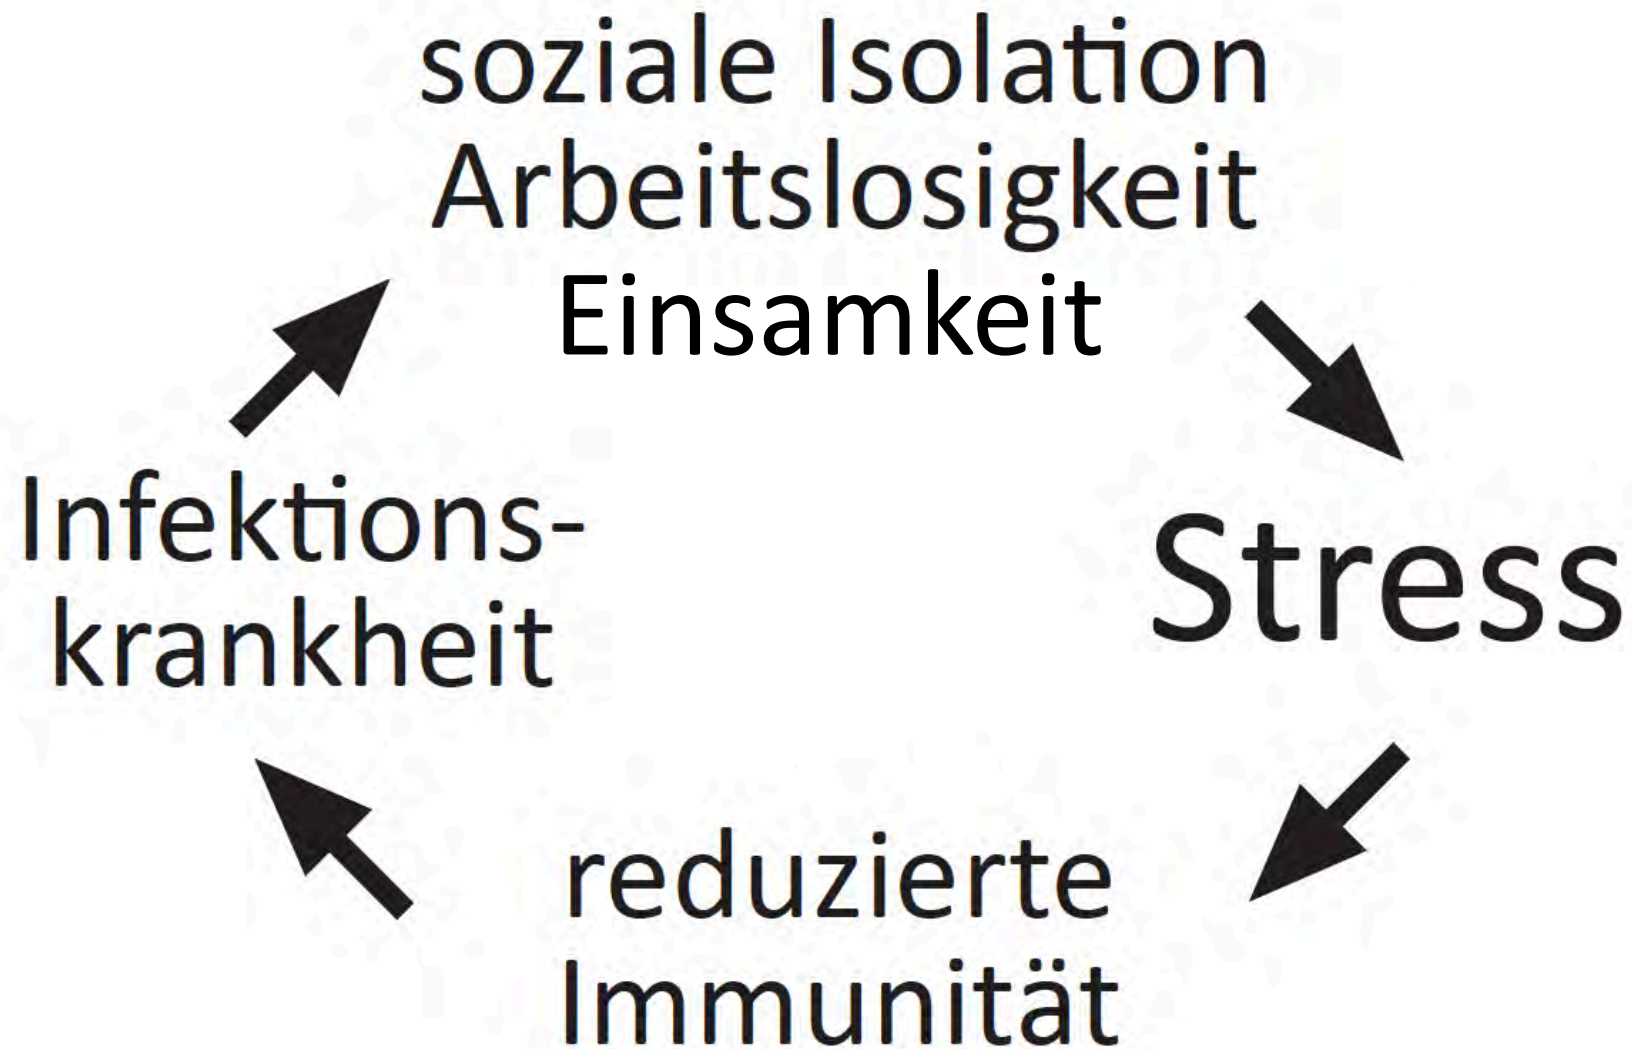 soziale Isolation
Arbeitslosigkeit
Einsamkeit
Infektions-
krankheit
Stress
reduzierte
Immunität